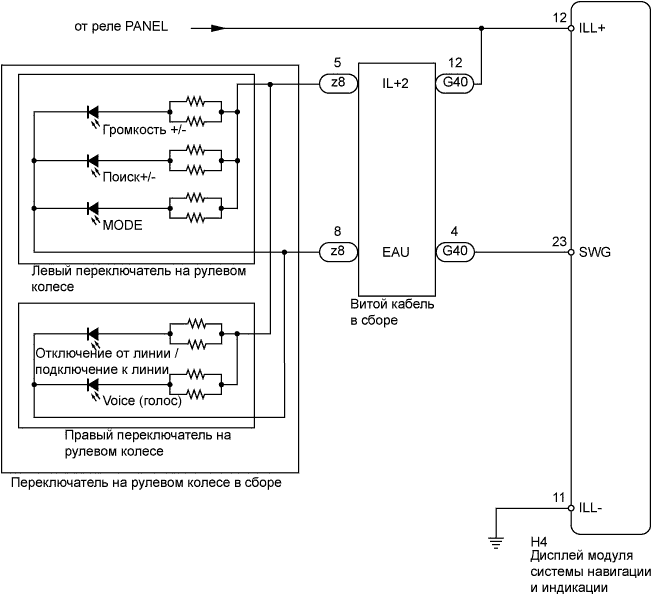 от реле PANEL
12
ILL+
5
z8
IL+2
12
G40
Громкость +/-
Поиск+/-
MODE
8
z8
EAU
4
G40
23
SWG
Левый переключатель на рулевом
колесе
Витой кабель
в сборе
Отключение от линии /
подключение к линии
Voice (голос)
Правый переключатель на
рулевом колесе
Переключатель на рулевом колесе в сборе
11
ILL-
H4
Дисплей модуля
системы навигации
и индикации